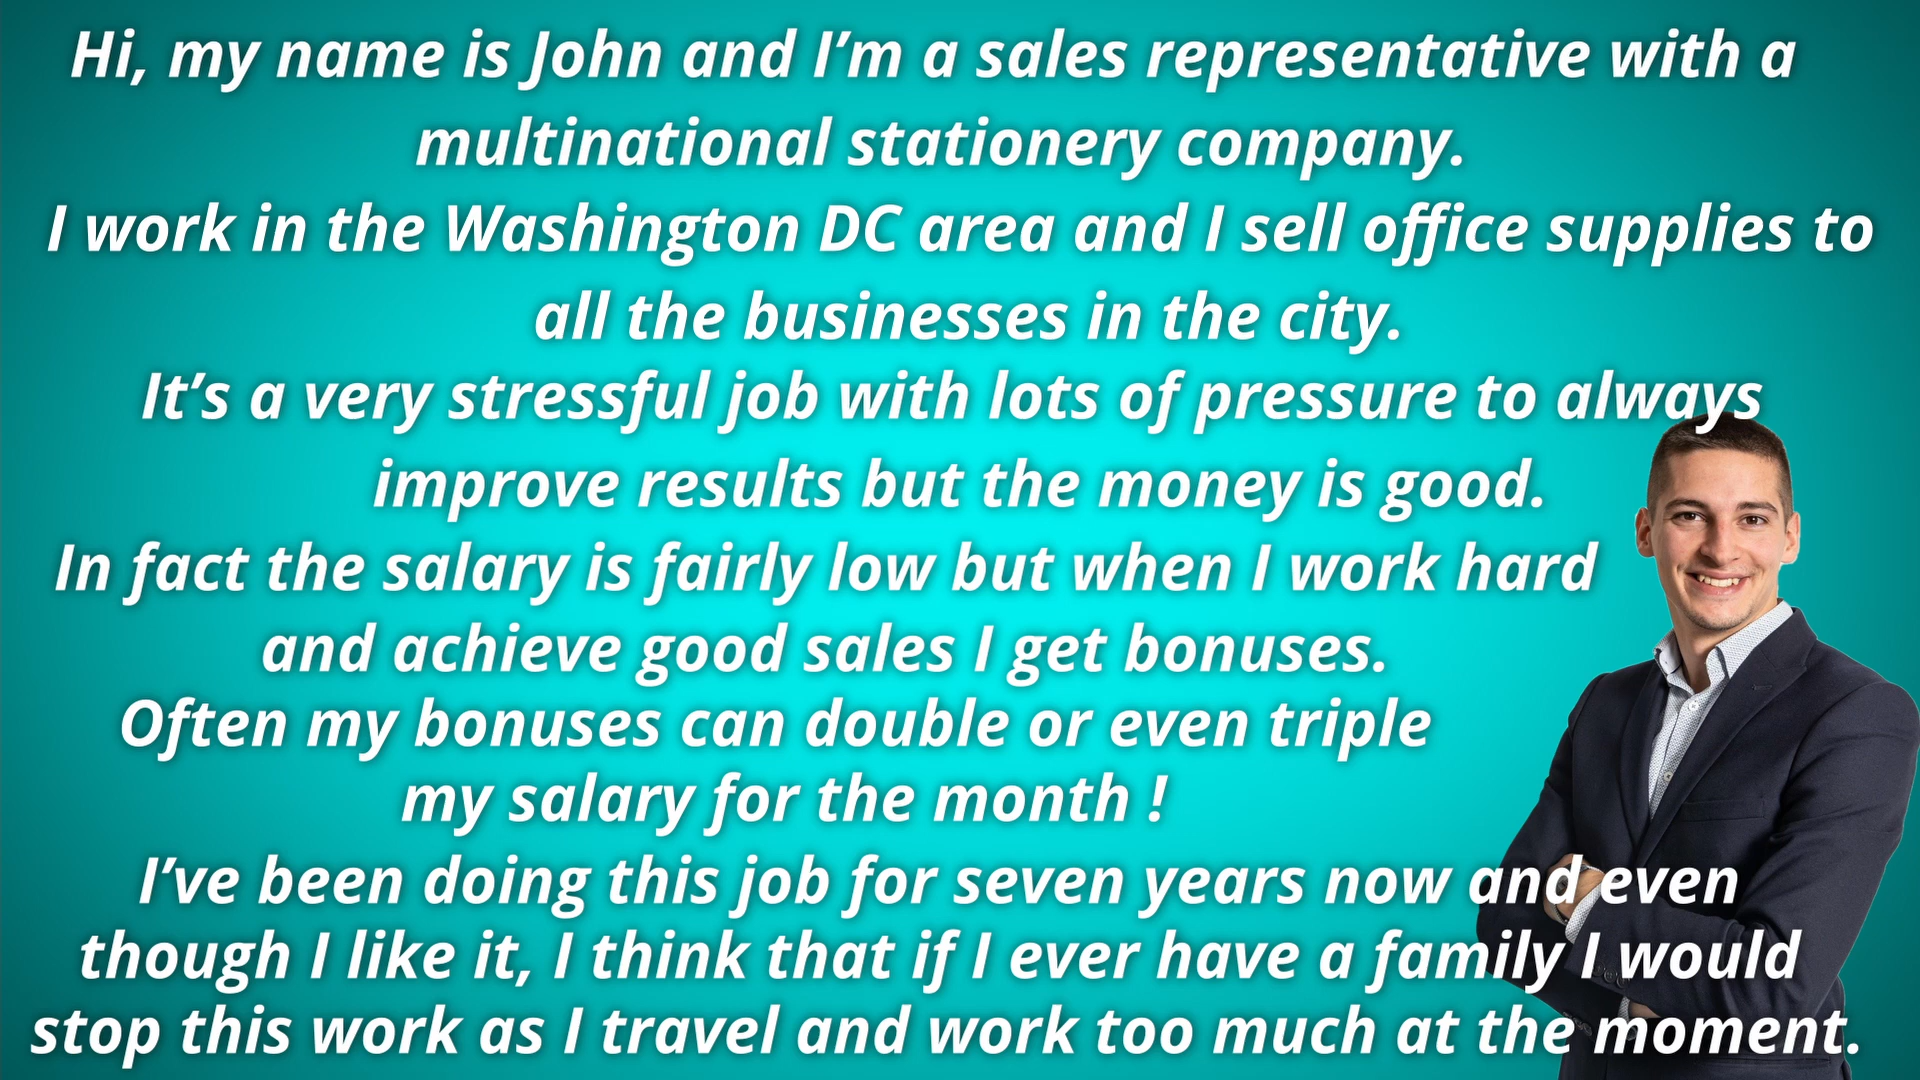 Hi, my name is John and I’m a sales representative with a
multinational stationery company.
I work in the Washington DC area and I sell office supplies to
all the businesses in the city.
It’s a very stressful job with lots of pressure to always
improve results but the money is good.
In fact the salary is fairly low but when I work hard
and achieve good sales I get bonuses.
Often my bonuses can double or even triple
my salary for the month !
I’ve been doing this job for seven years now and even
though I like it, I think that if I ever have a family I would
stop this work as I travel and work too much at the moment.